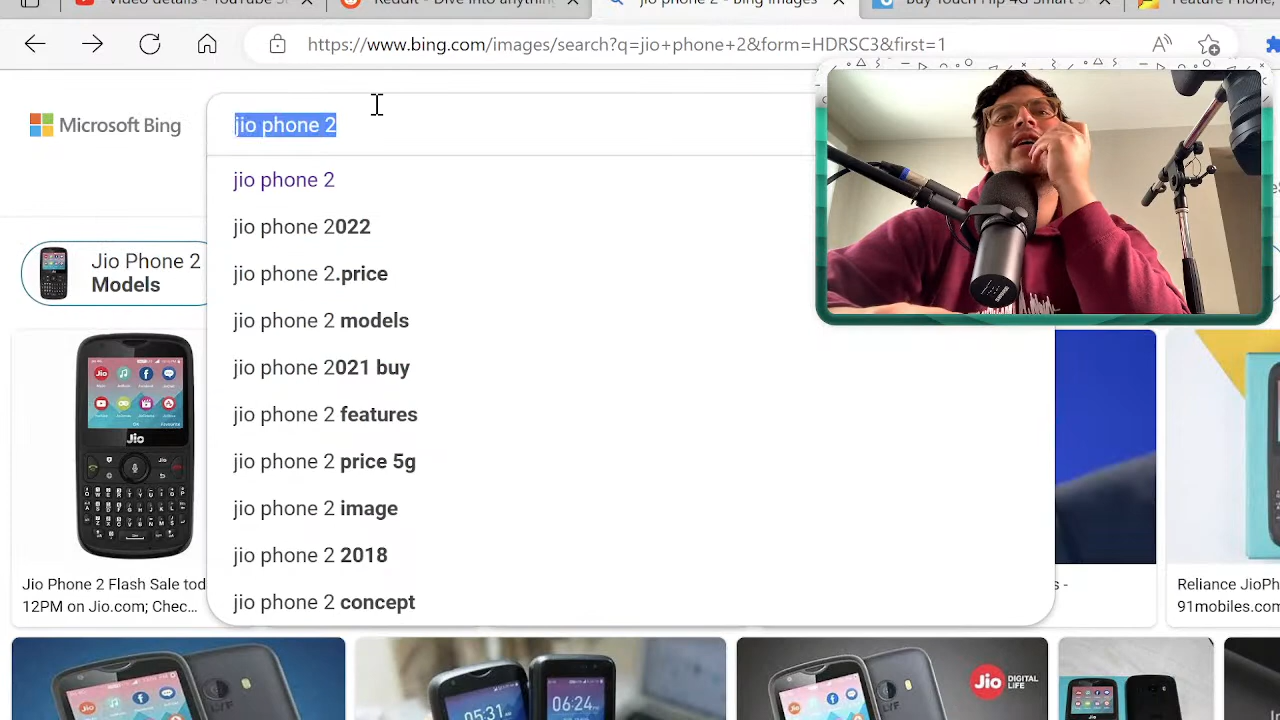 Video details - YouTube S
Reddit - Dive into anything
jio phone 2 - Bing images
Buy Touch Flip 4G Smart S
Feature Phone,
https://www.bing.com/images/search?q=jio+phone+2&form=HDRSC3&first=1
Microsoft Bing
jio phone 2
jio phone 2
jio phone 2022
jio phone 2.price
jio phone 2 models
jio phone 2021 buy
jio phone 2 features
jio phone 2 price 5g
jio phone 2 image
jio phone 2 2018
jio phone 2 concept
Jio Phone 2
Models
Jio
Jio Phone 2 Flash Sale tod
12PM on Jio.com; Chec...
Reliance JioPh
91mobiles.com
LYF
05:31
06:24
LYF
Jio DIGITAL
LIFE